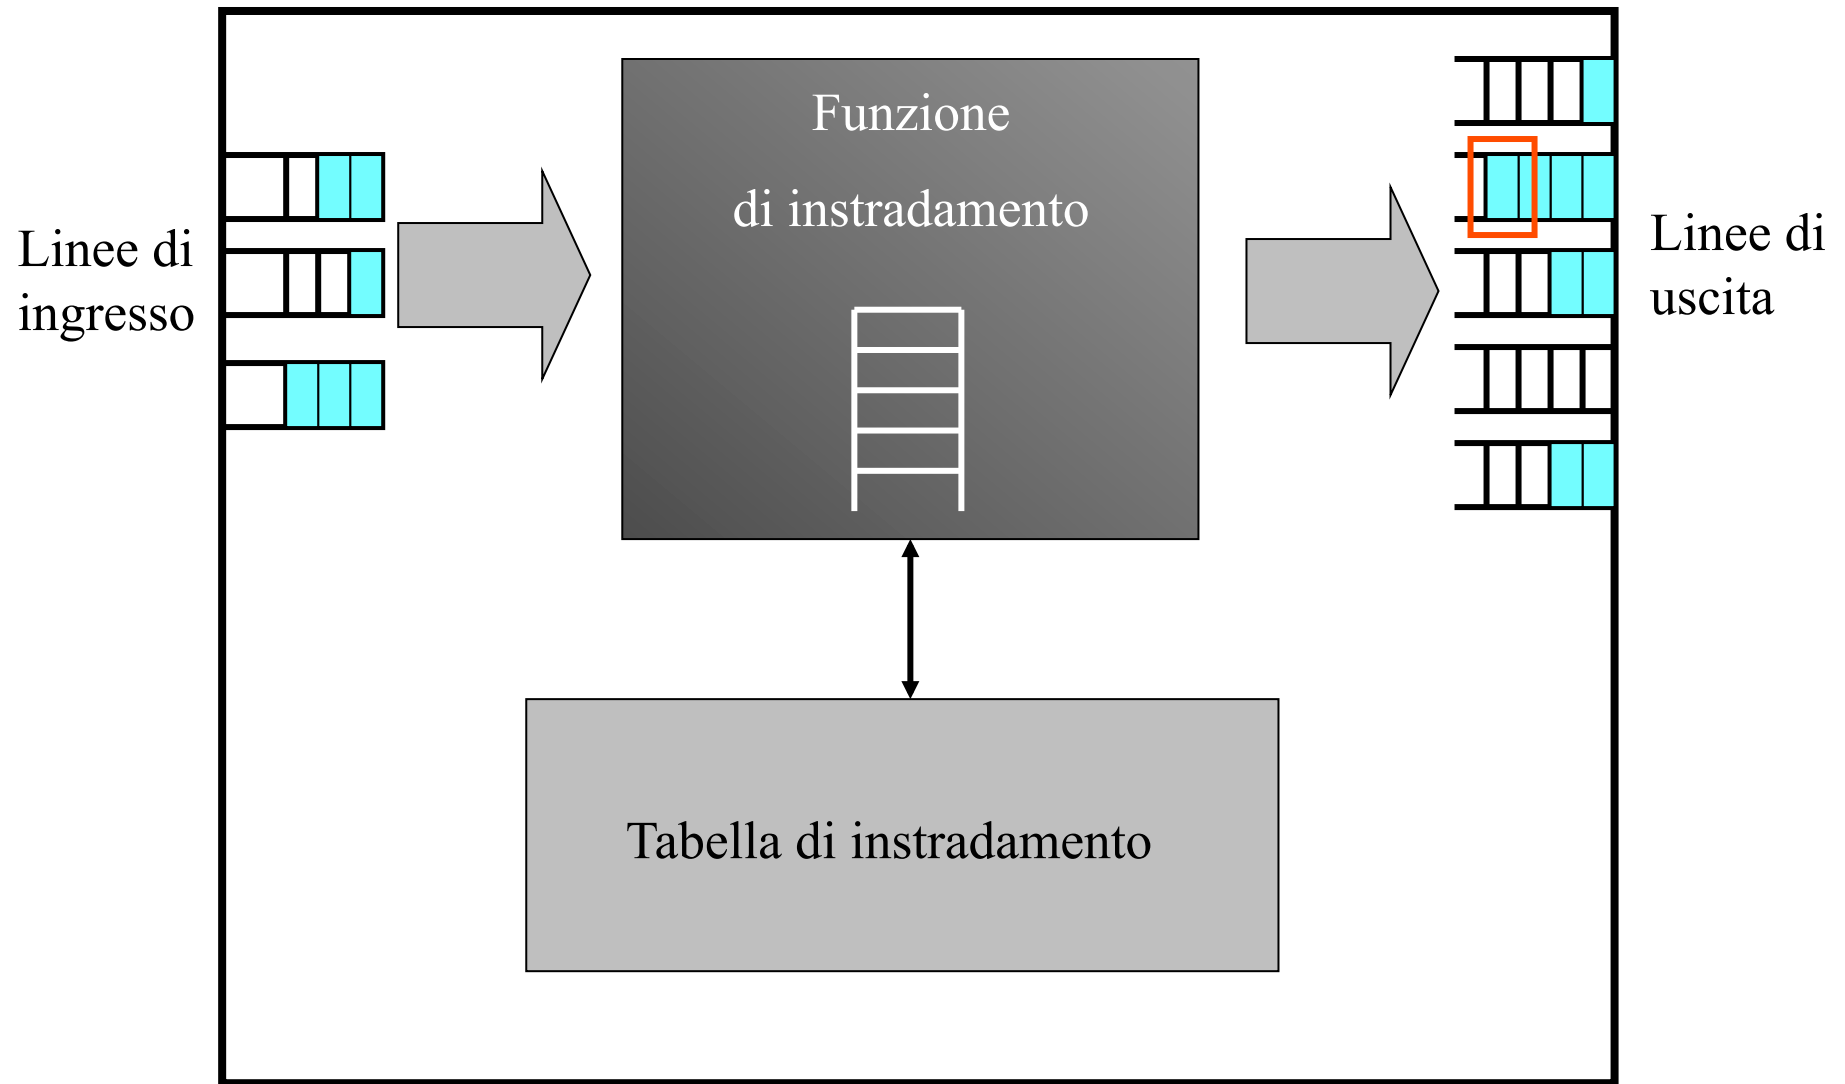 Funzione
di instradamento
Linee di
ingresso
Linee di
uscita
Tabella di instradamento